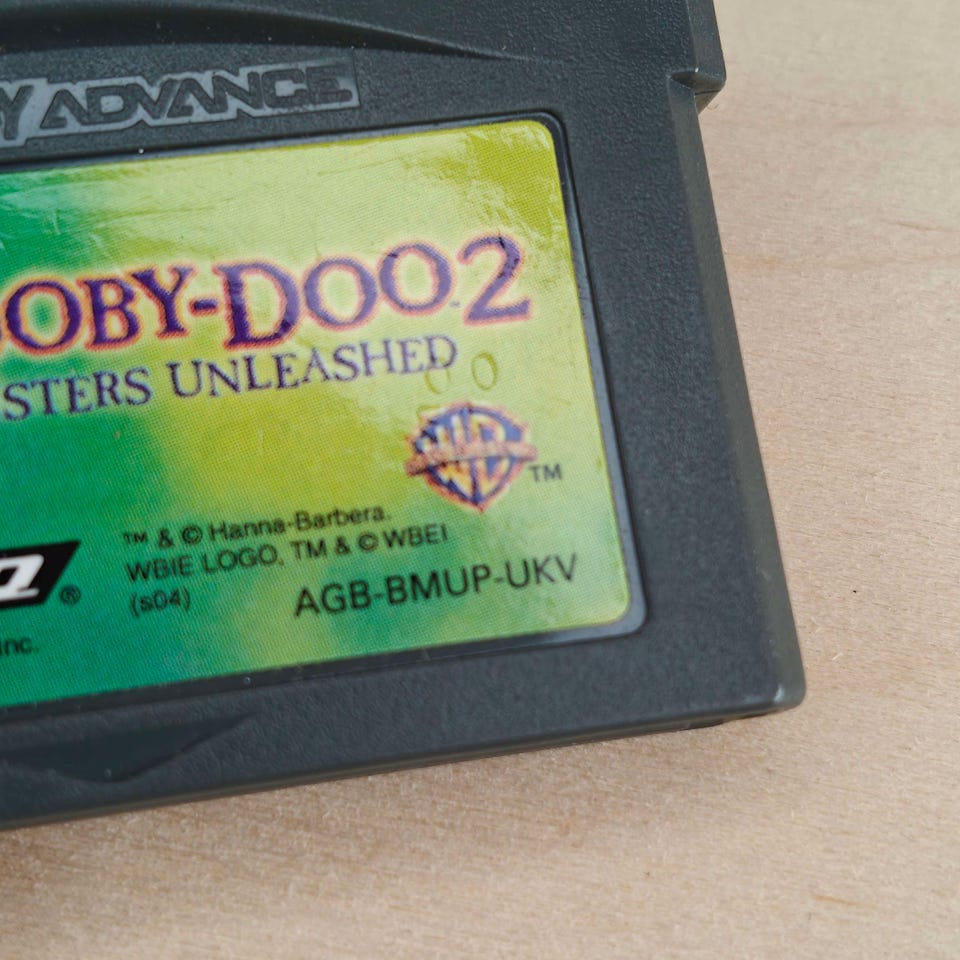 Y ADVANCE
OOBY-DOO 2
STERS UNLEASHED
TM
™ & © Hanna-Barbera.
WBIE LOGO, TM & © WBEI
(s04)
AGB-BMUP-UKV
®
Inc.